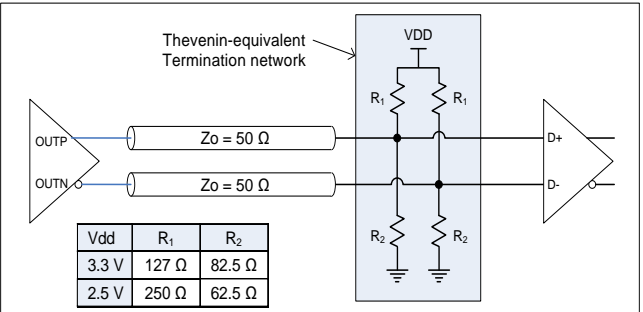 Thevenin-equivalent
Termination network
VDD
R₁ R₁
OUTP Zo = 50 Ω D+
OUTN Zo = 50 Ω D-
R₂ R₂
Vdd R₁ R₂
3.3 V 127 Ω 82.5 Ω
2.5 V 250 Ω 62.5 Ω